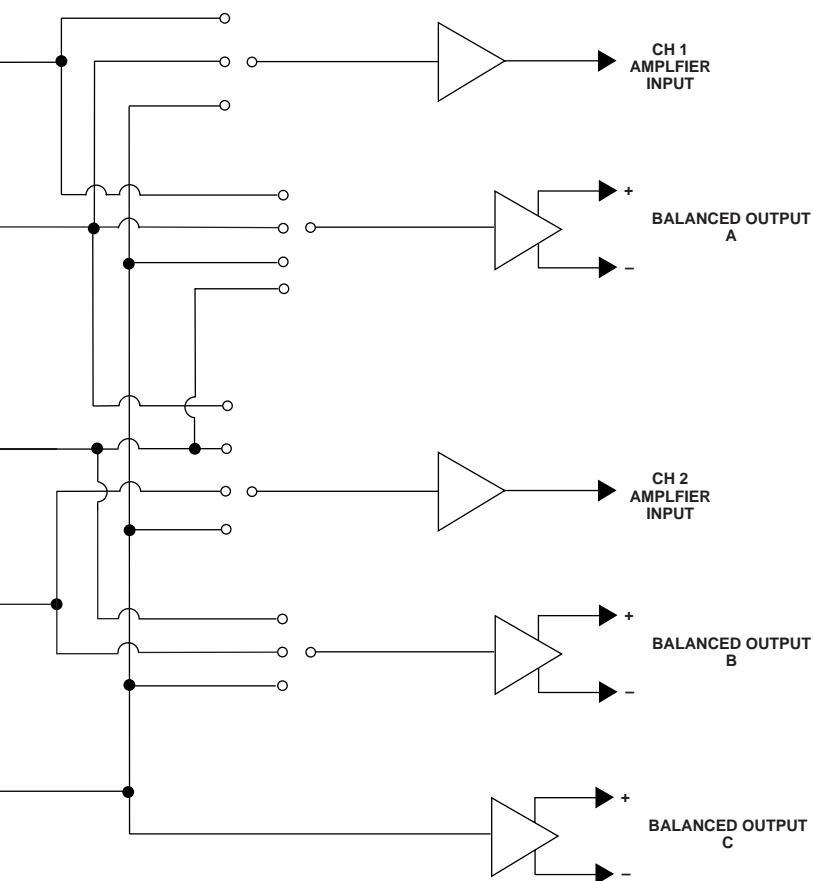 CH 1
AMPLFIER
INPUT
+
BALANCED OUTPUT
A
–
CH 2
AMPLFIER
INPUT
+
BALANCED OUTPUT
B
–
+
BALANCED OUTPUT
C
–